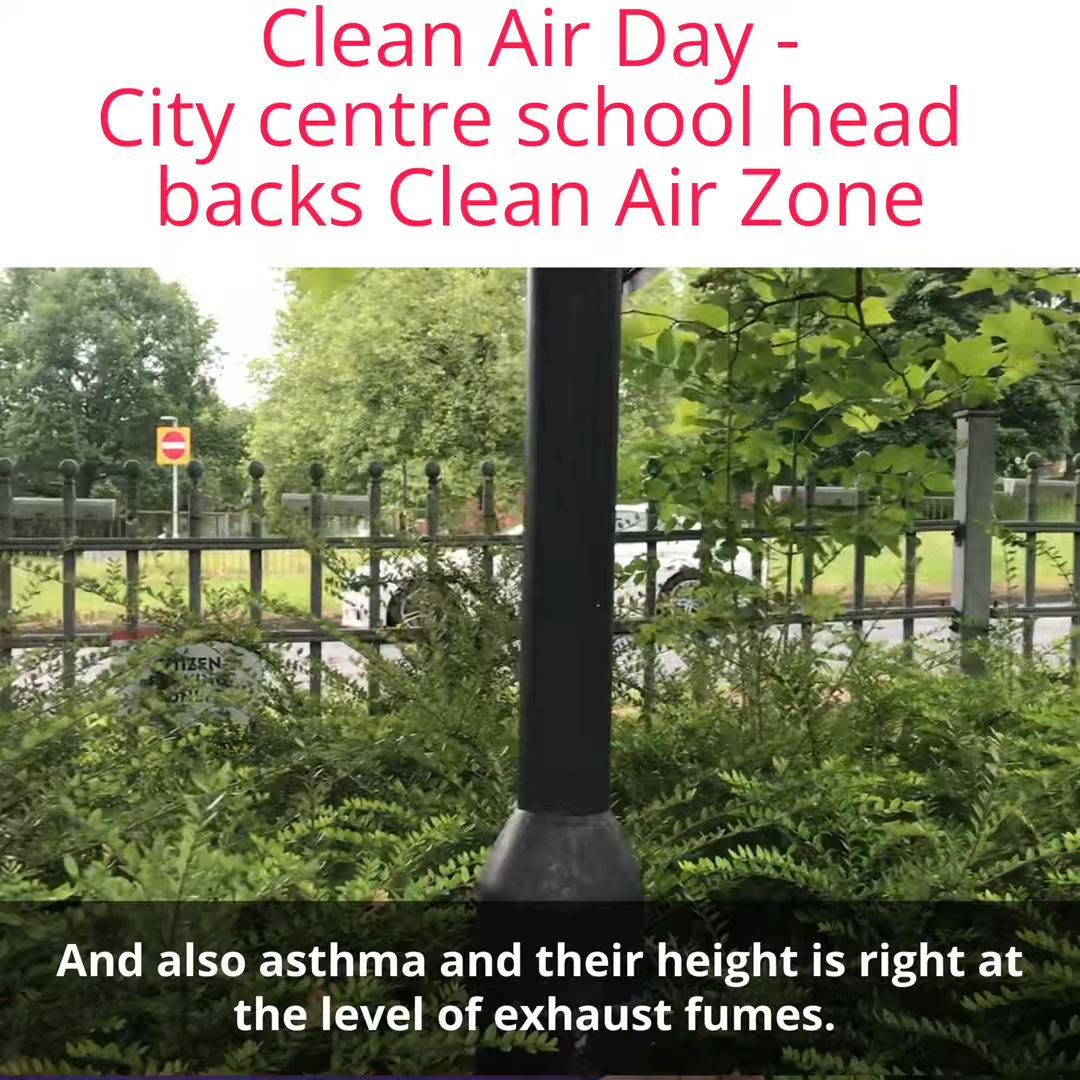 Clean Air Day -
City centre school head
backs Clean Air Zone
And also asthma and their height is right at
the level of exhaust fumes.